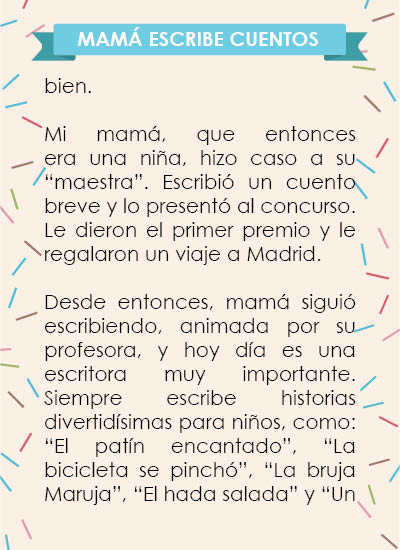 MAMÁ ESCRIBE CUENTOS
bien.
Mi mamá, que entonces
era una niña, hizo caso a su
“maestra”. Escribió un cuento
breve y lo presentó al concurso.
Le dieron el primer premio y le
regalaron un viaje a Madrid.
Desde entonces, mamá siguió
escribiendo, animada por su
profesora, y hoy día es una
escritora muy importante.
Siempre escribe historias
divertidísimas para niños, como:
“El patín encantado”, “La
bicicleta se pinchó”, “La bruja
Maruja”, “El hada salada” y “Un